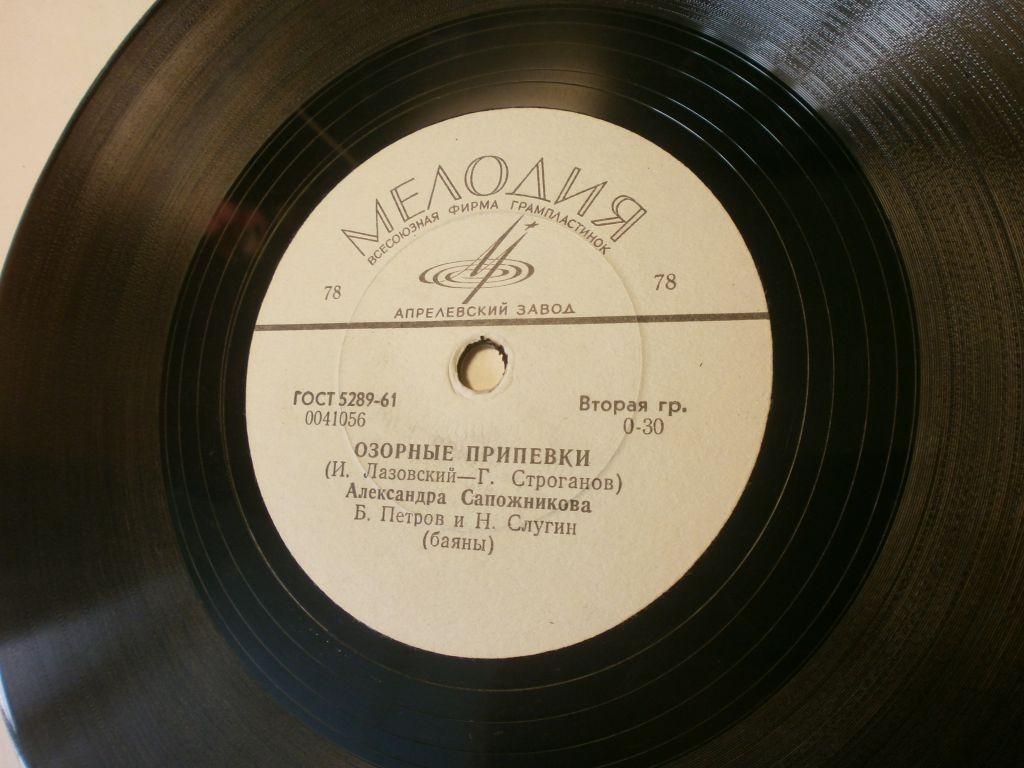 МЕЛОДИЯ
ВСЕСОЮЗНАЯ ФИРМА ГРАМПЛАСТИНОК
78
78
АПРЕЛЕВСКИЙ ЗАВОД
ГОСТ 5289-61
0041056
Вторая гр.
0-30
ОЗОРНЫЕ ПРИПЕВКИ
(И. Лазовский—Г. Строганов)
Александра Сапожникова
Б. Петров и Н. Слугин
(баяны)